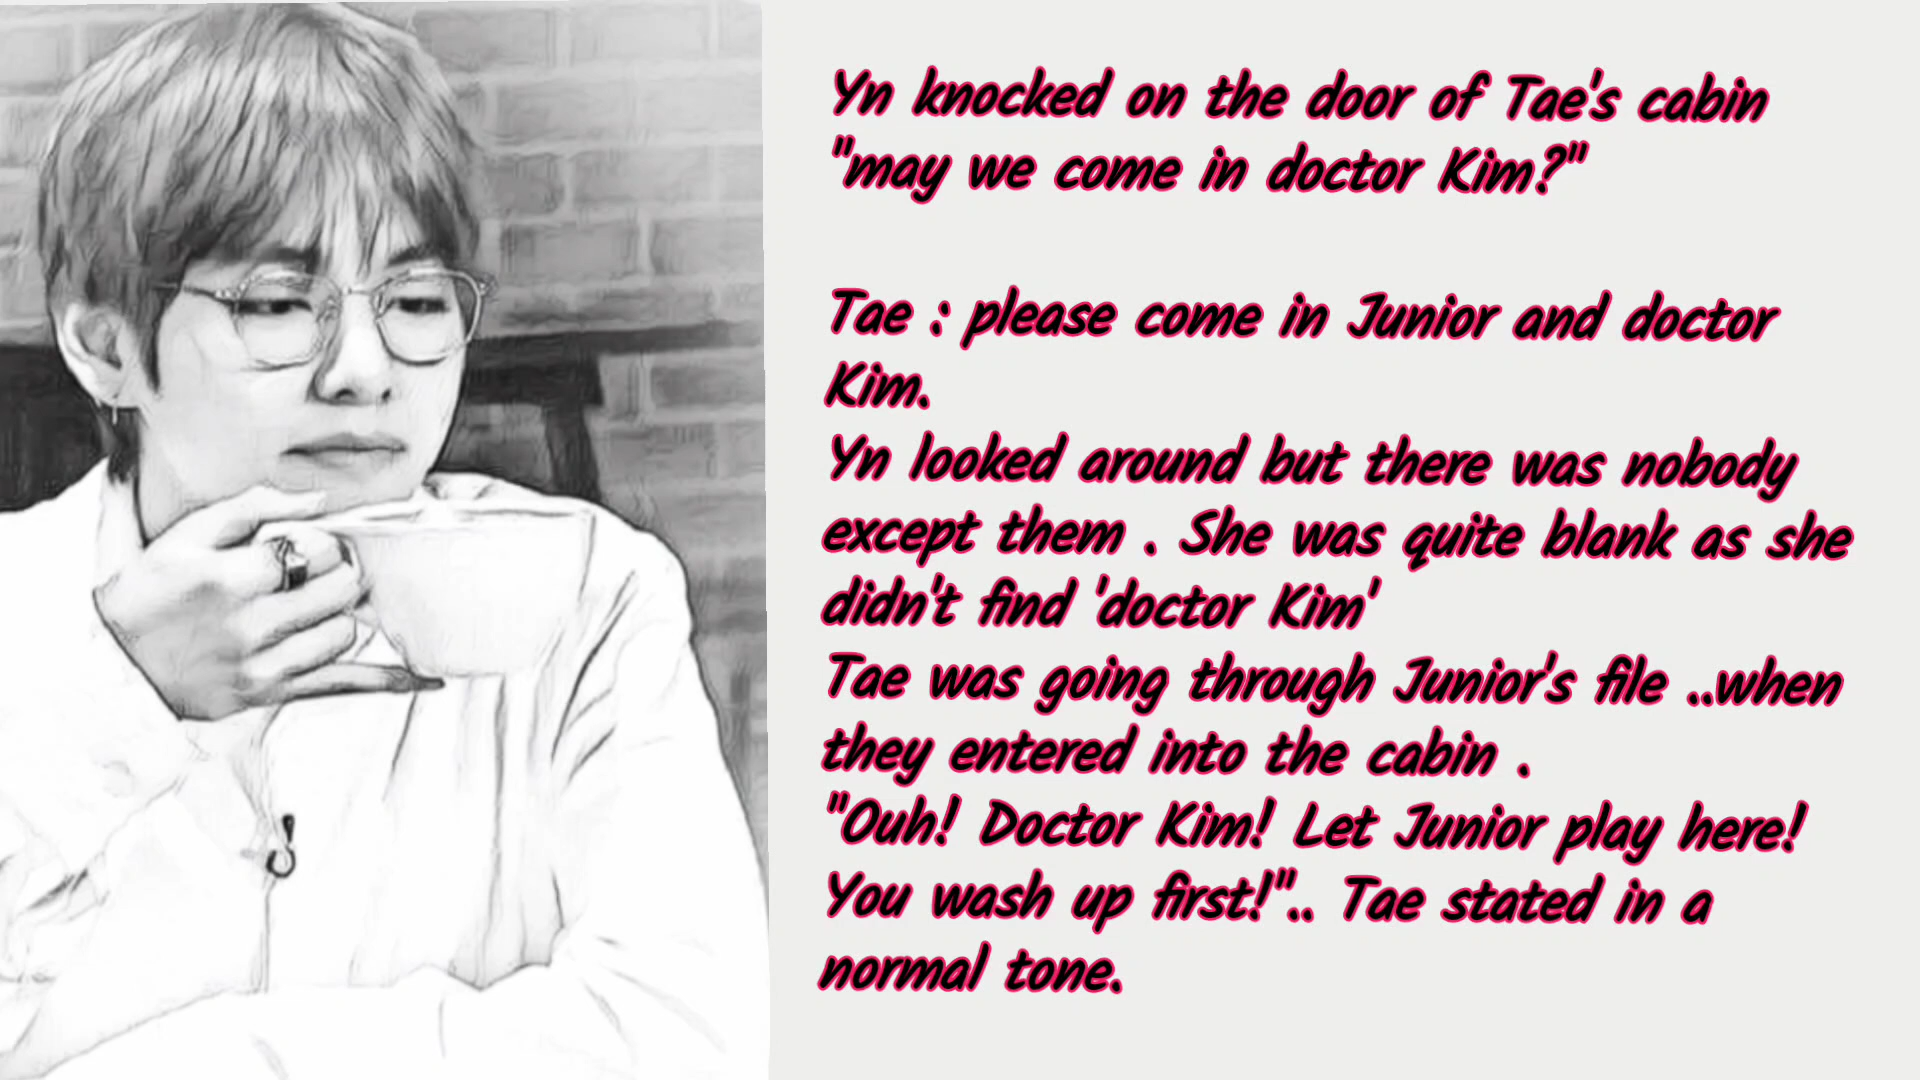 Yn knocked on the door of Tae's cabin
"may we come in doctor Kim?"
Tae : please come in Junior and doctor
Kim.
Yn looked around but there was nobody
except them . She was quite blank as she
didn't find 'doctor Kim'
Tae was going through Junior's file ..when
they entered into the cabin .
"Ouh! Doctor Kim! Let Junior play here!
You wash up first!".. Tae stated in a
normal tone.